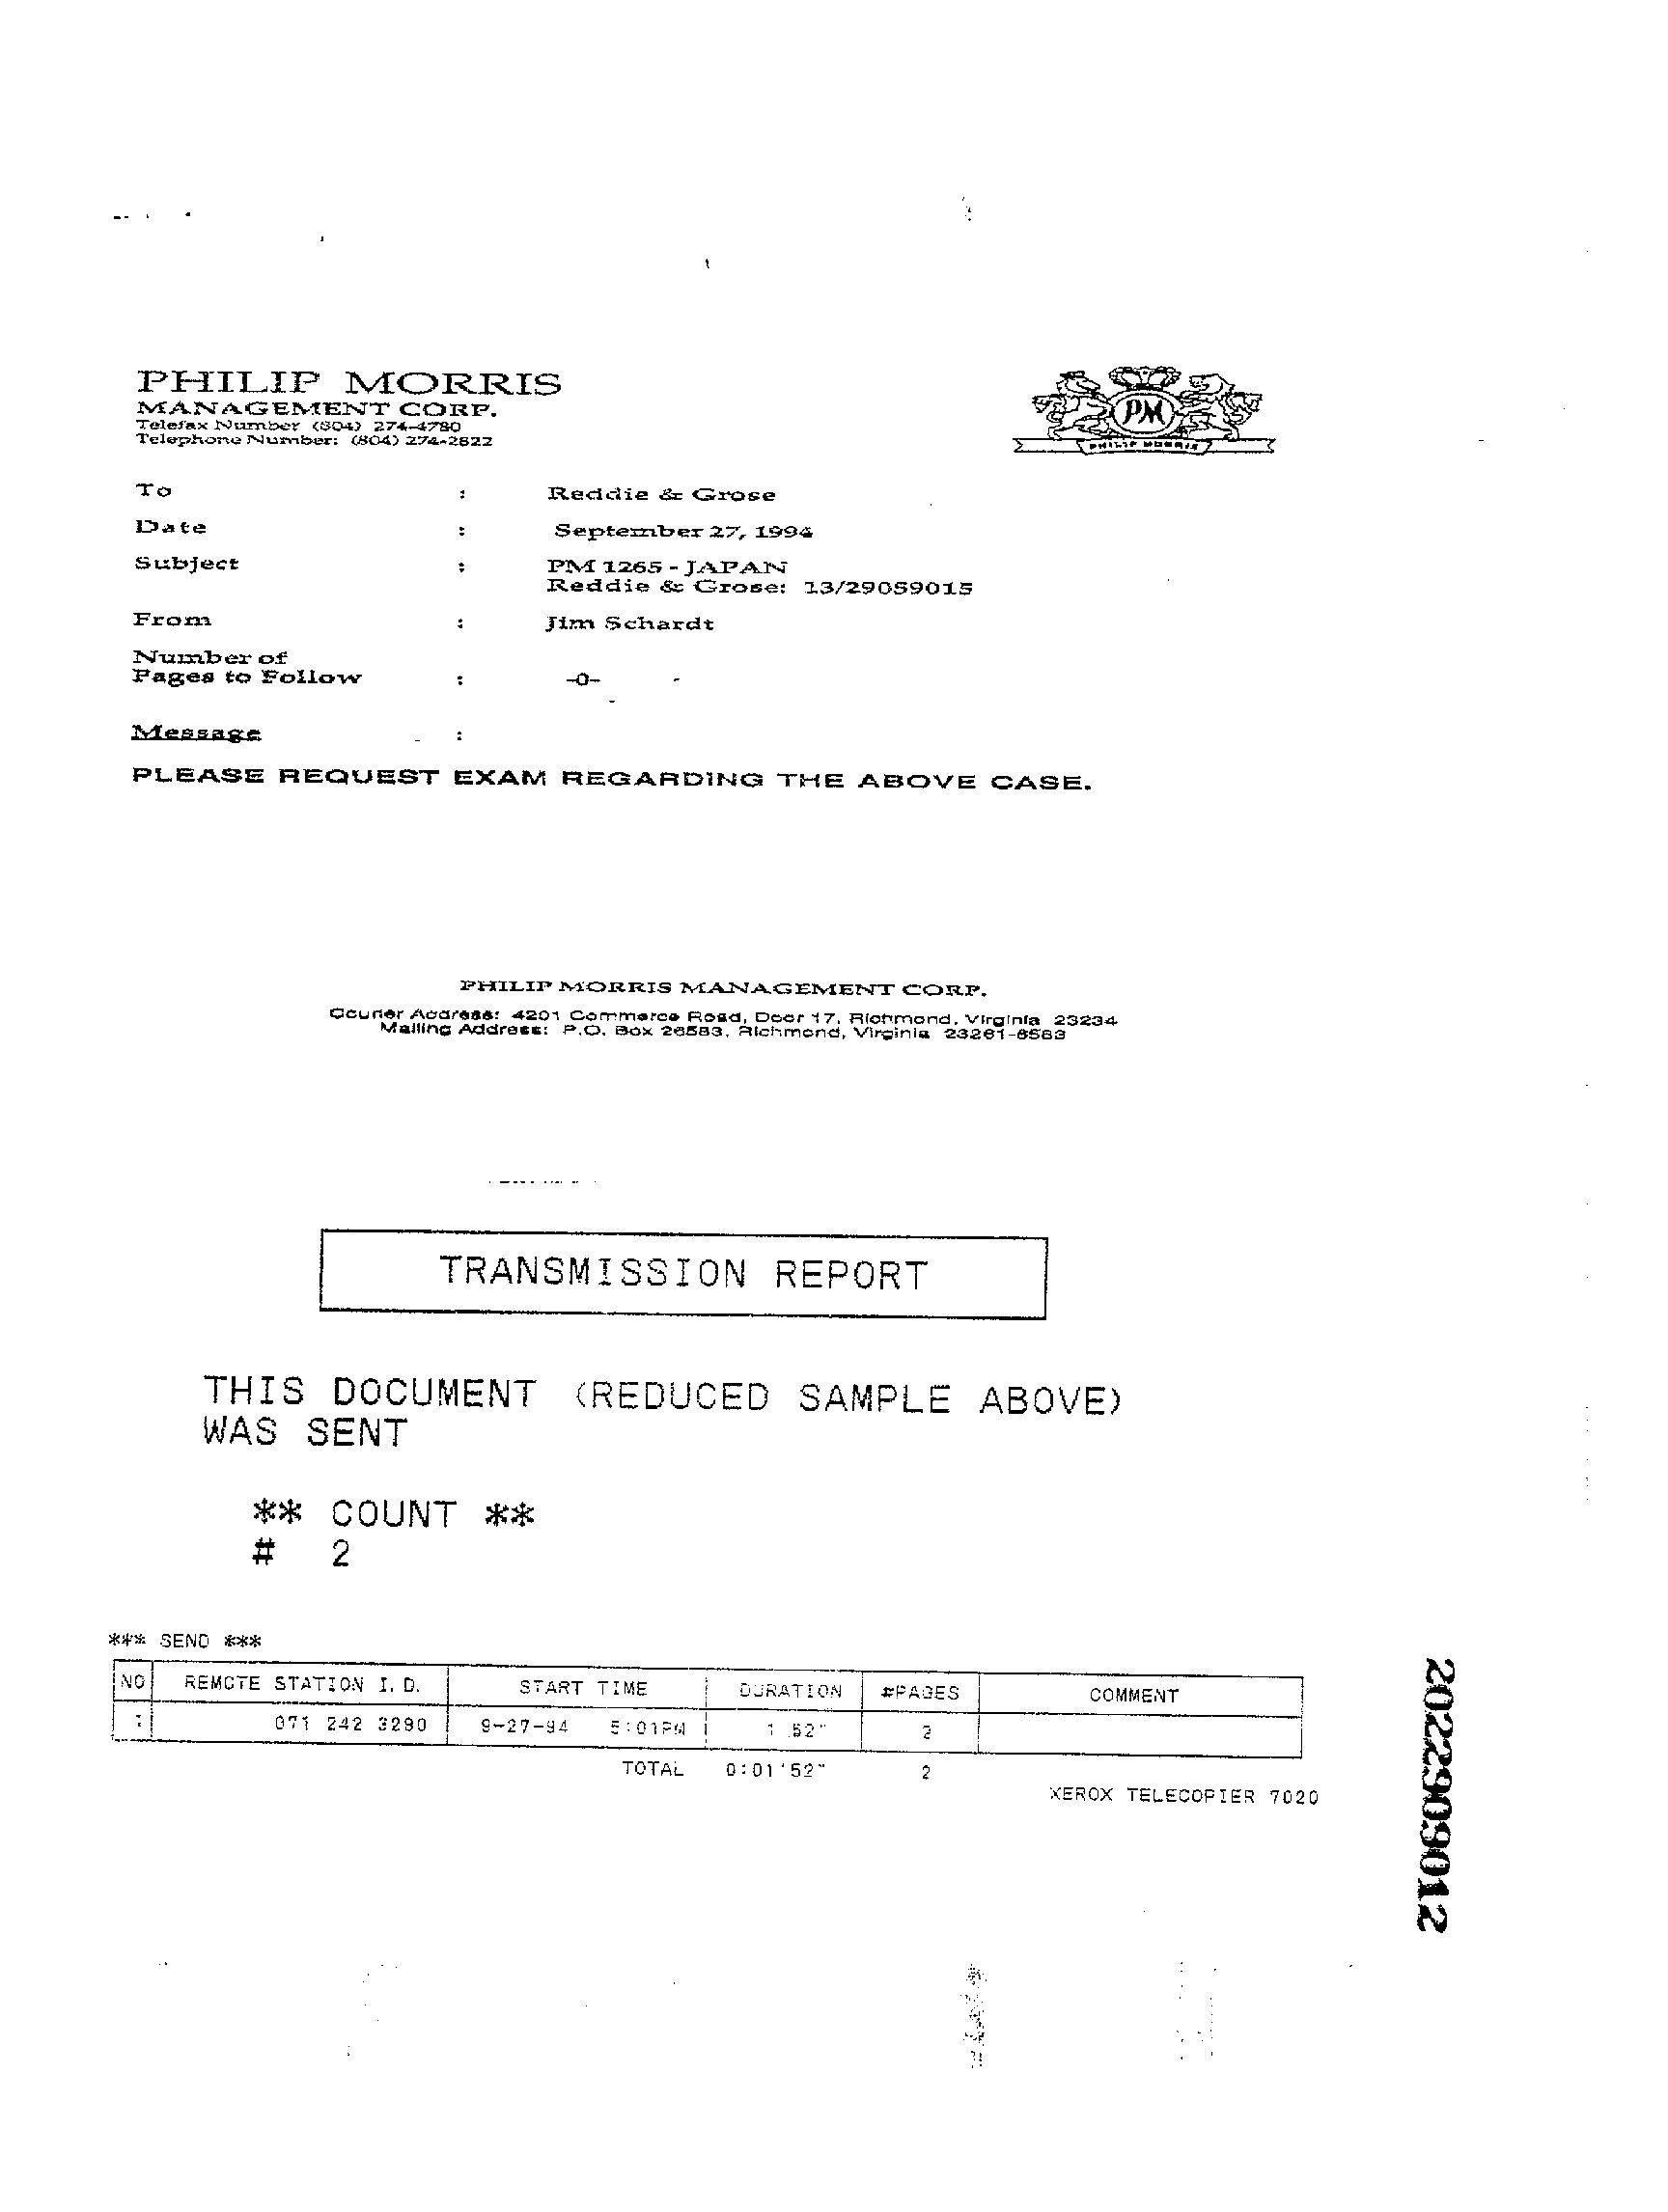 PHILIP MORRIS
MANAGEMENT CORP.
Telefax Number (804) 274-4780
Telephone Number: (804) 274-2822
PM
PHILIP MORRIS
To : Reddie & Grose
Date : September 27, 1994
Subject : PM 1265 - JAPAN
Reddie & Grose: 13/29059015
From : Jim Schardt
Number of
Pages to Follow : -0-
Message :
PLEASE REQUEST EXAM REGARDING THE ABOVE CASE.
PHILIP MORRIS MANAGEMENT CORP.
Courier Address: 4201 Commerce Road, Door 17, Richmond, Virginia 23234
Mailing Address: P.O. Box 26583, Richmond, Virginia 23261-6583
TRANSMISSION REPORT
THIS DOCUMENT (REDUCED SAMPLE ABOVE)
WAS SENT
** COUNT **
# 2
*** SEND ***
NO REMOTE STATION I. D. START TIME DURATION #PAGES COMMENT
071 242 3290 9-27-94 5:01PM 1 52" 2
TOTAL 0:01'52" 2
XEROX TELECOPIER 7020
2022909012